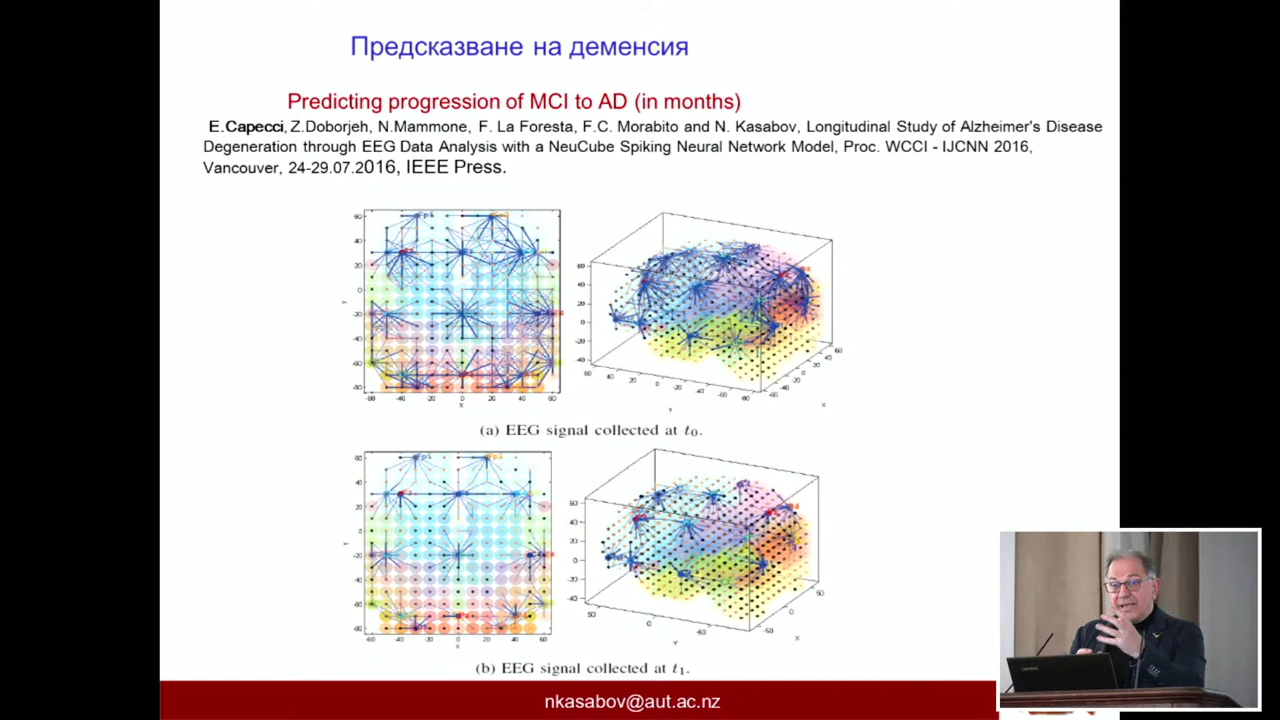 Предсказване на деменсия
Predicting progression of MCI to AD (in months)
E.Capecci, Z.Doborjeh, N.Mammone, F. La Foresta, F.C. Morabito and N. Kasabov, Longitudinal Study of Alzheimer's Disease
Degeneration through EEG Data Analysis with a NeuCube Spiking Neural Network Model, Proc. WCCI - IJCNN 2016,
Vancouver, 24-29.07.2016, IEEE Press.
(a) EEG signal collected at t0.
(b) EEG signal collected at t1.
nkasabov@aut.ac.nz